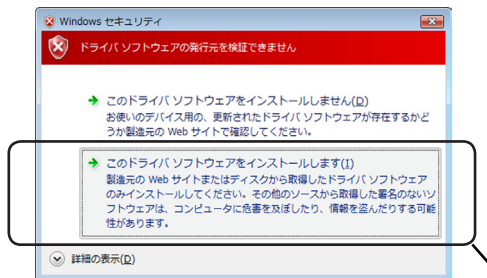 Windows セキュリティ
ドライバ ソフトウェアの発行元を検証できません
このドライバ ソフトウェアをインストールしません(D)
お使いのデバイス用の、更新されたドライバ ソフトウェアが存在するかど
うか製造元の Web サイトで確認してください。
このドライバ ソフトウェアをインストールします(I)
製造元の Web サイトまたはディスクから取得したドライバ ソフトウェア
のみインストールしてください。その他のソースから取得した署名のないソ
フトウェアは、コンピュータに危害を及ぼしたり、情報を盗んだりする可能
性があります。
詳細の表示(D)